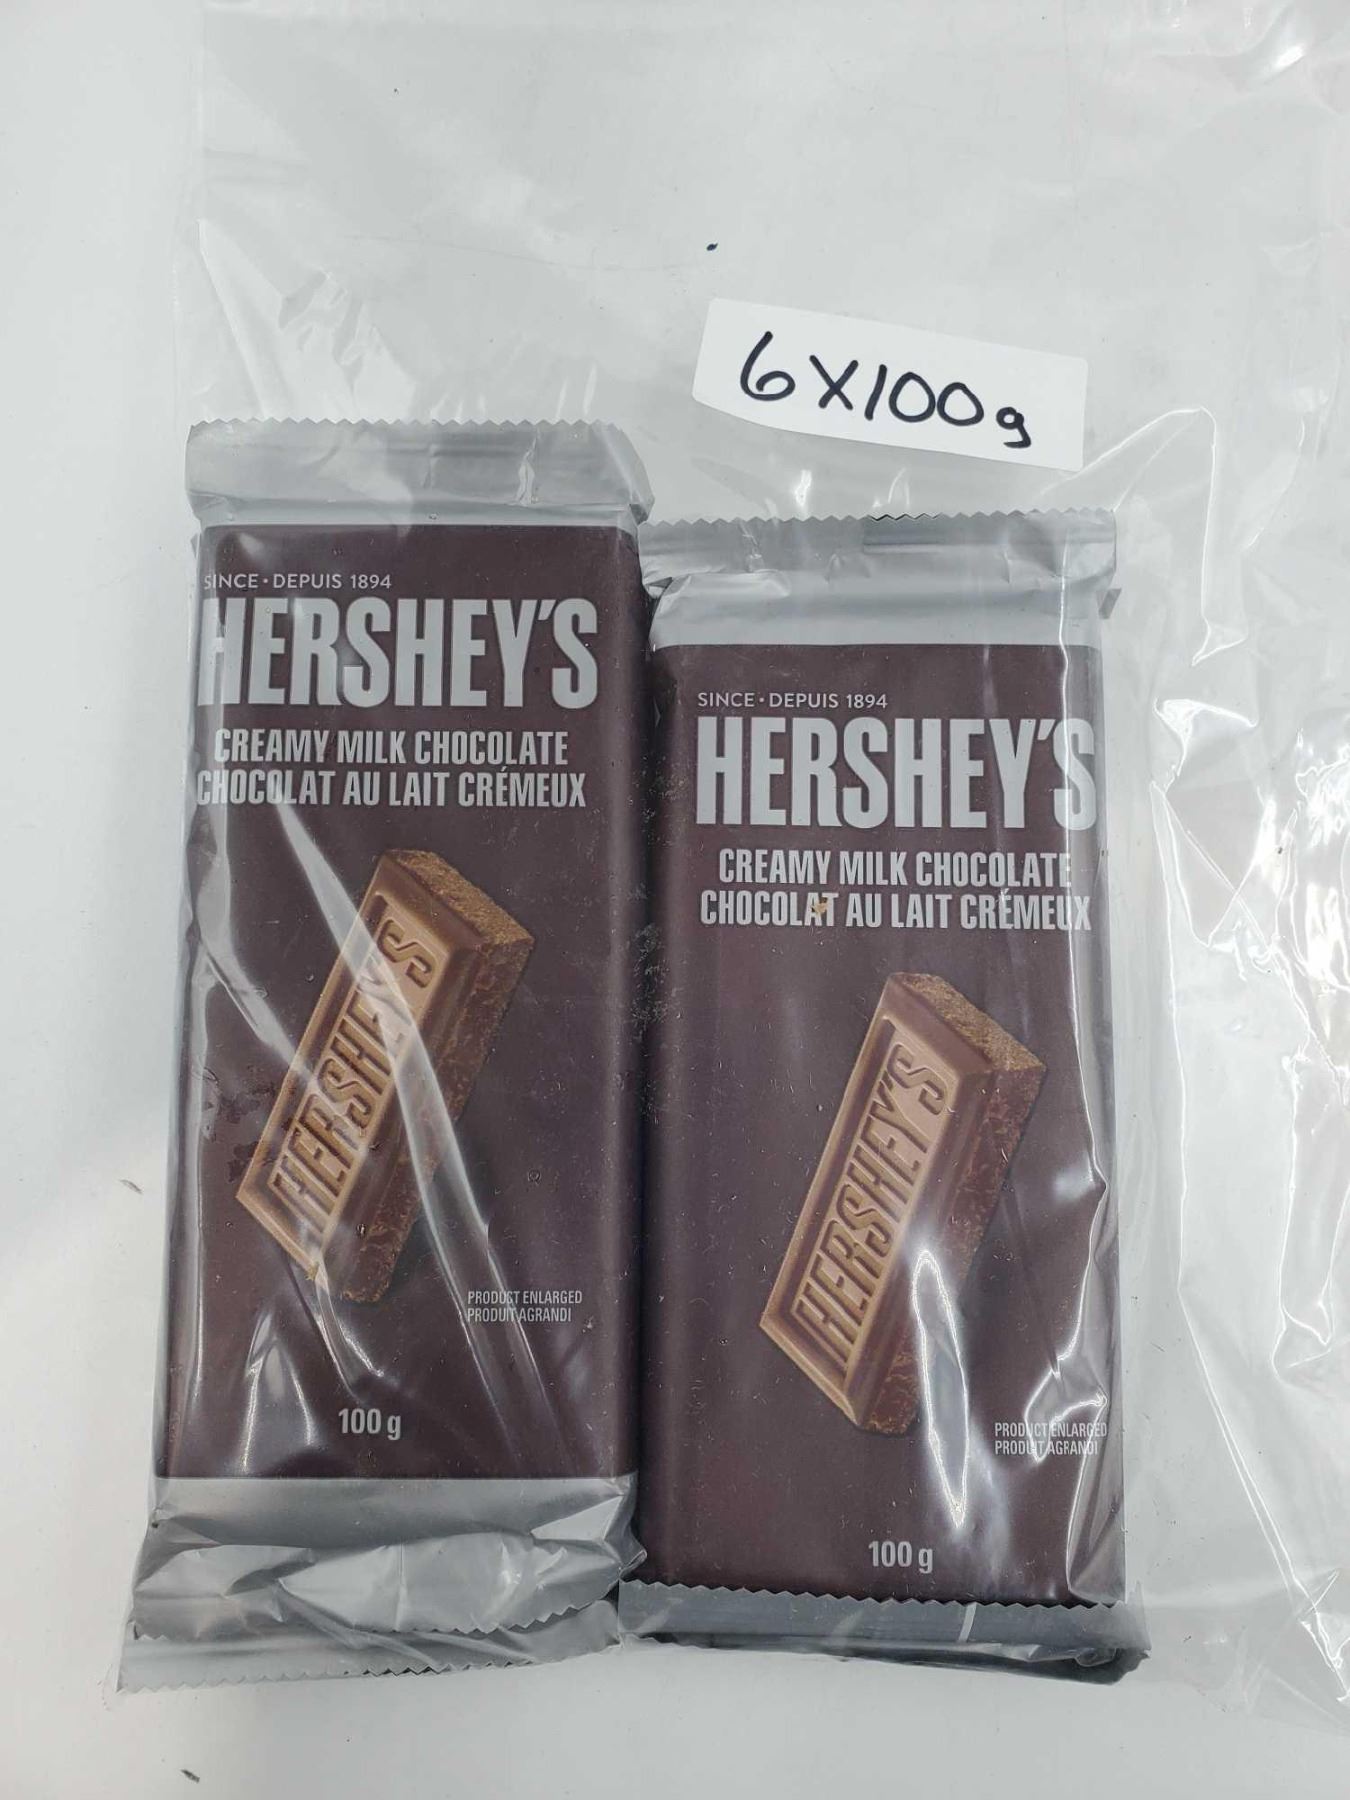 6X100g
SINCE • DEPUIS 1894
HERSHEY'S
CREAMY MILK CHOCOLATE
CHOCOLAT AU LAIT CRÉMEUX
HERSHEY'S
PRODUCT ENLARGED
PRODUIT AGRANDI
100 g
SINCE • DEPUIS 1894
HERSHEY'S
CREAMY MILK CHOCOLATE
CHOCOLAT AU LAIT CRÉMEUX
HERSHEY'S
PRODUCT ENLARGED
PRODUIT AGRANDI
100 g